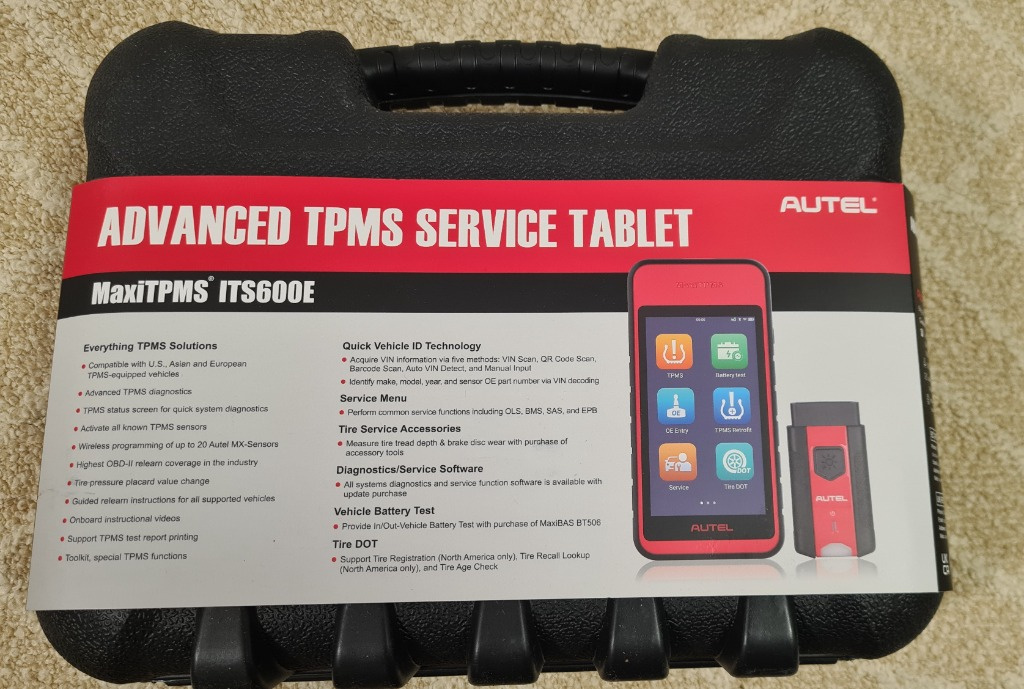 AUTEL®
ADVANCED TPMS SERVICE TABLET
MaxiTPMS® ITS600E
Everything TPMS Solutions
• Compatible with U.S., Asian and European
TPMS-equipped vehicles
• Advanced TPMS diagnostics
• TPMS status screen for quick system diagnostics
• Activate all known TPMS sensors
• Wireless programming of up to 20 Autel MX-Sensors
• Highest OBD-II relearn coverage in the industry
• Tire-pressure placard value change
• Guided relearn instructions for all supported vehicles
• Onboard instructional videos
• Support TPMS test report printing
• Toolkit, special TPMS functions
Quick Vehicle ID Technology
• Acquire VIN information via five methods: VIN Scan, QR Code Scan,
Barcode Scan, Auto VIN Detect, and Manual Input
• Identify make, model, year, and sensor OE part number via VIN decoding
Service Menu
• Perform common service functions including OLS, BMS, SAS, and EPB
Tire Service Accessories
• Measure tire tread depth & brake disc wear with purchase of
accessory tools
Diagnostics/Service Software
• All systems diagnostics and service function software is available with
update purchase
Vehicle Battery Test
• Provide In/Out-Vehicle Battery Test with purchase of MaxiBAS BT506
Tire DOT
• Support Tire Registration (North America only), Tire Recall Lookup
(North America only), and Tire Age Check
MaxiTPMS
TPMS
Battery test
OE
OE Entry
TPMS Retrofit
DOT
Service
Tire DOT
AUTEL
AUTEL